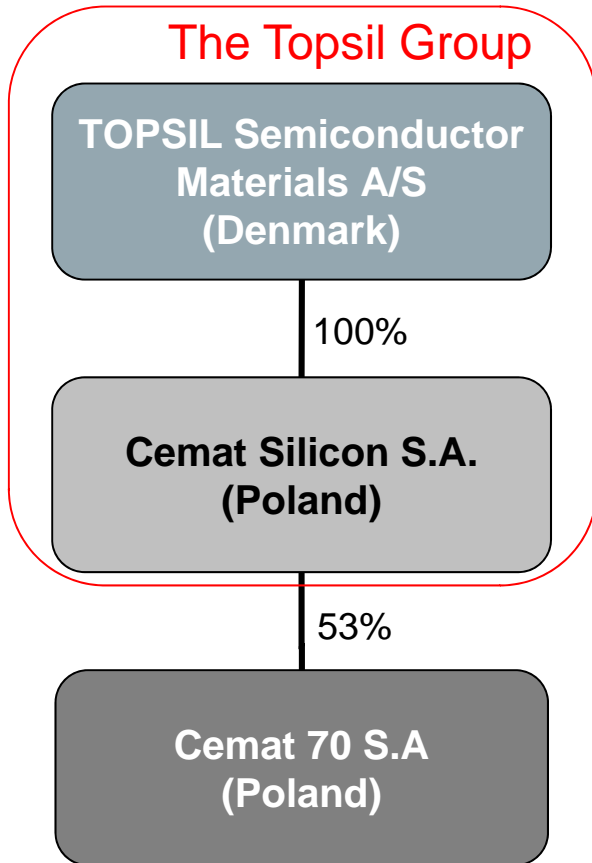 The Topsil Group
TOPSIL Semiconductor
Materials A/S
(Denmark)
100%
Cemat Silicon S.A.
(Poland)
53%
Cemat 70 S.A
(Poland)